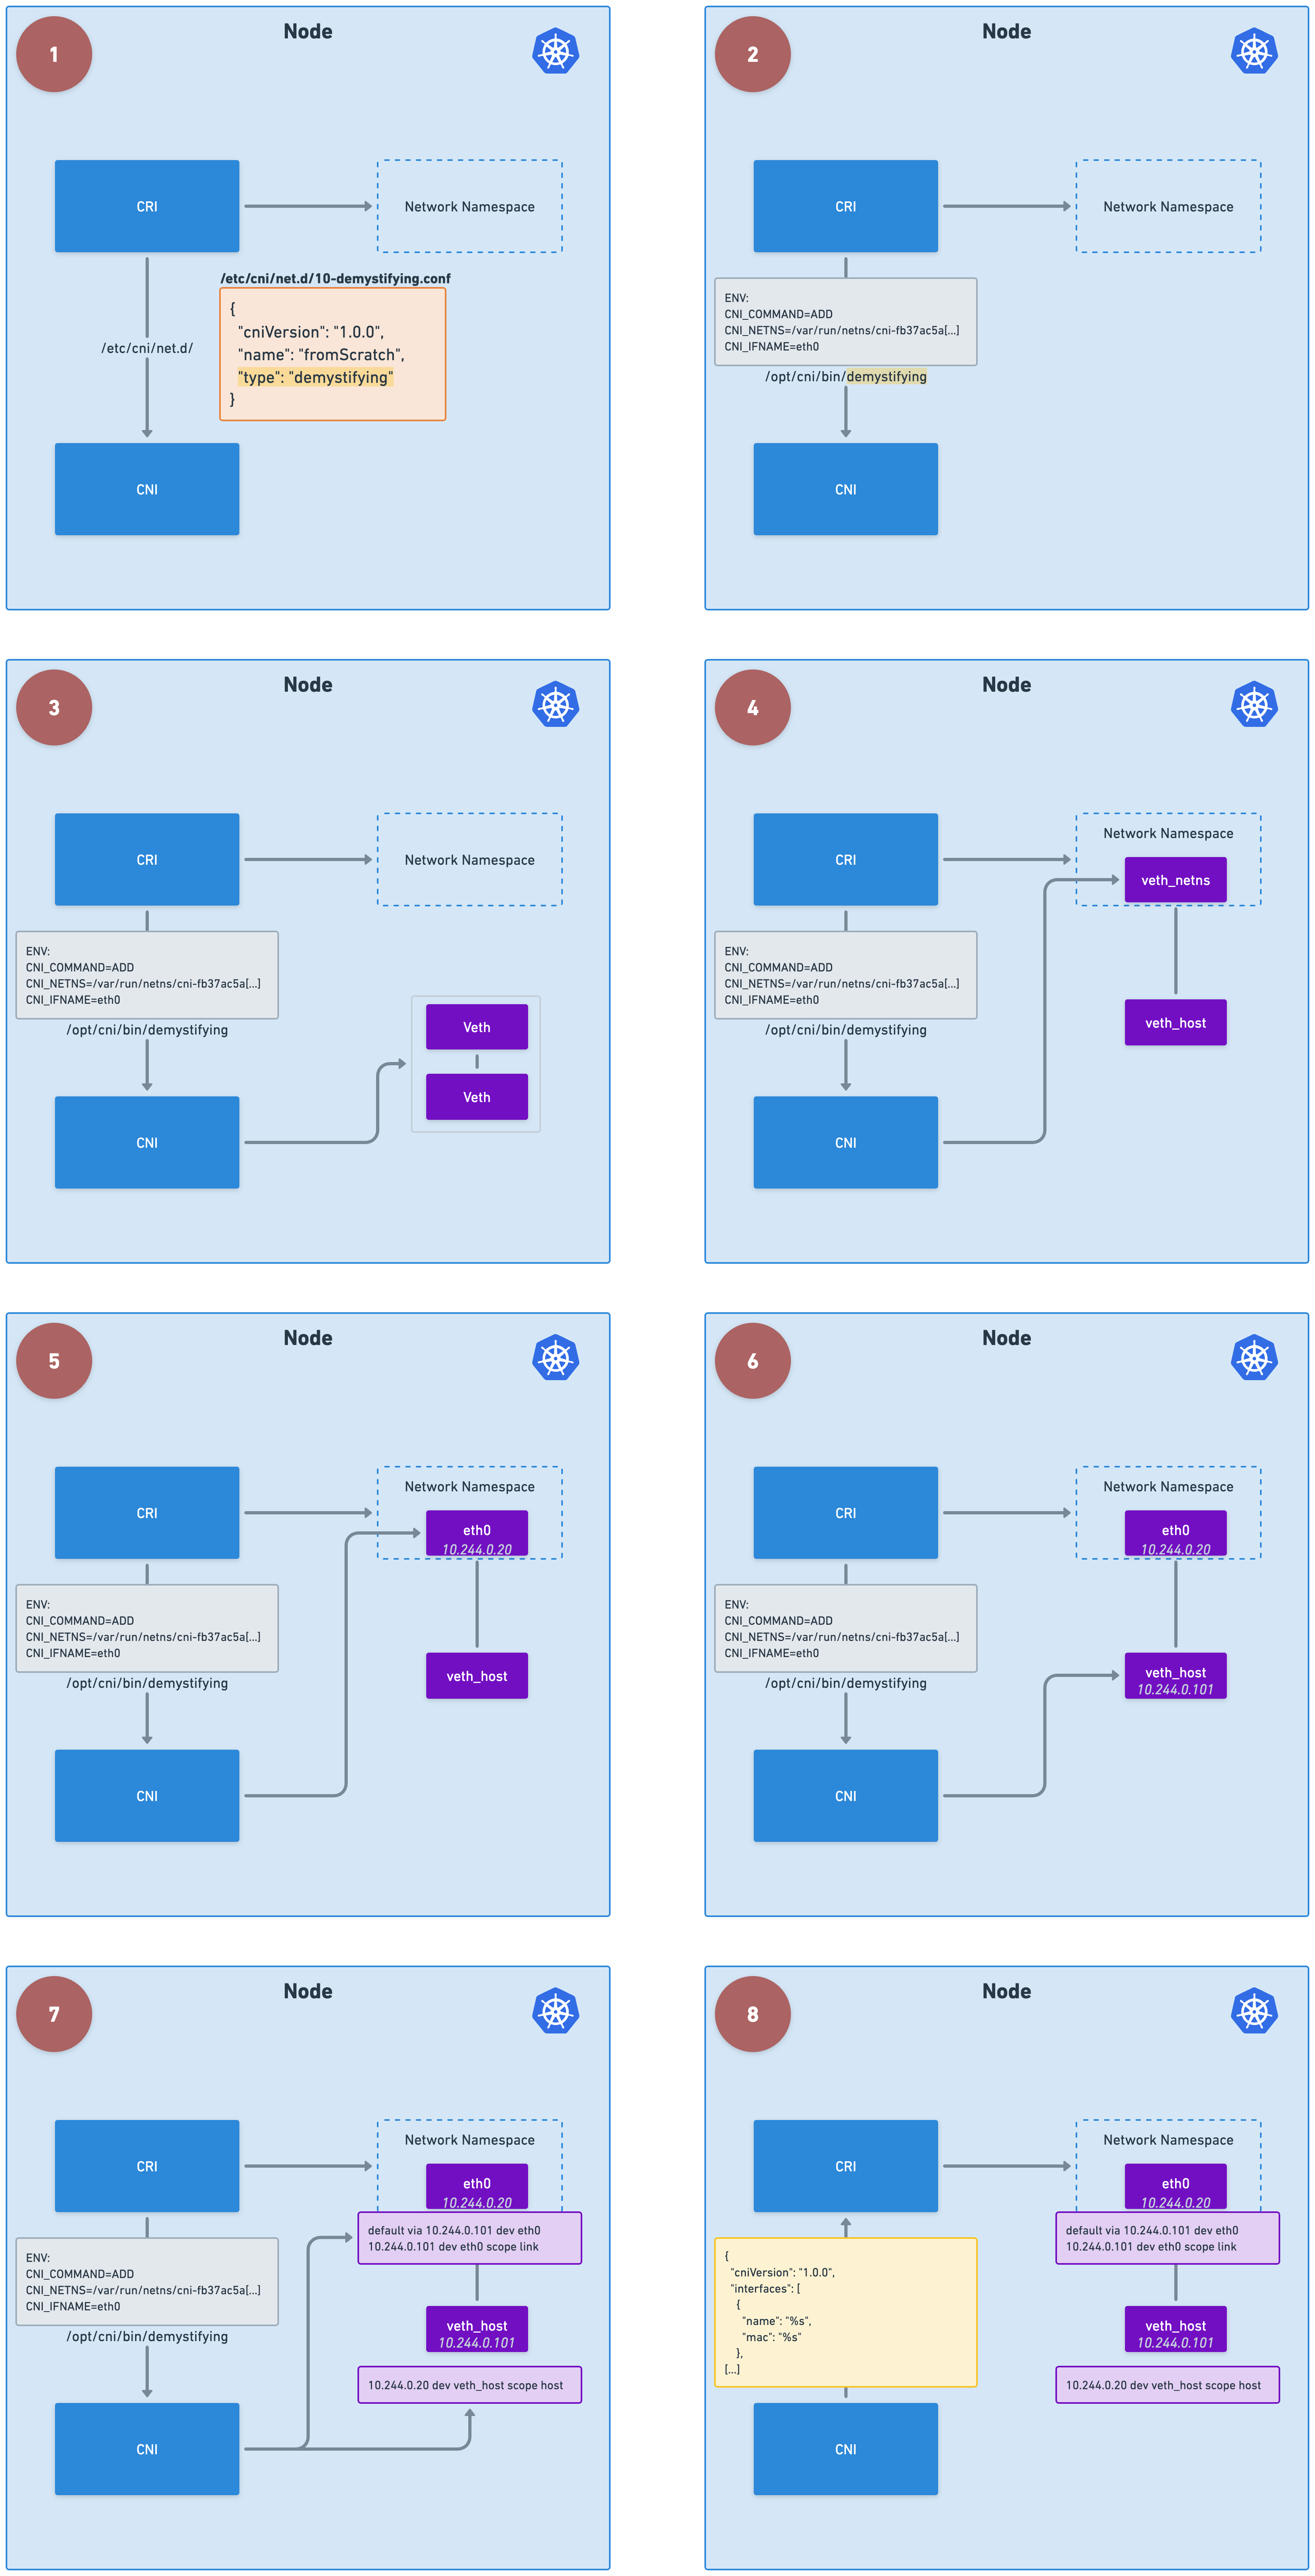 1
Node
CRI
Network Namespace
/etc/cni/net.d/10-demystifying.conf
{
"cniVersion": "1.0.0",
"name": "fromScratch",
"type": "demystifying"
}
/etc/cni/net.d/
CNI
2
Node
CRI
Network Namespace
ENV:
CNI_COMMAND=ADD
CNI_NETNS=/var/run/netns/cni-fb37ac5a[...]
CNI_IFNAME=eth0
/opt/cni/bin/demystifying
CNI
3
Node
CRI
Network Namespace
ENV:
CNI_COMMAND=ADD
CNI_NETNS=/var/run/netns/cni-fb37ac5a[...]
CNI_IFNAME=eth0
/opt/cni/bin/demystifying
Veth
Veth
CNI
4
Node
CRI
Network Namespace
veth_netns
ENV:
CNI_COMMAND=ADD
CNI_NETNS=/var/run/netns/cni-fb37ac5a[...]
CNI_IFNAME=eth0
/opt/cni/bin/demystifying
veth_host
CNI
5
Node
CRI
Network Namespace
eth0
10.244.0.20
ENV:
CNI_COMMAND=ADD
CNI_NETNS=/var/run/netns/cni-fb37ac5a[...]
CNI_IFNAME=eth0
/opt/cni/bin/demystifying
veth_host
CNI
6
Node
CRI
Network Namespace
eth0
10.244.0.20
ENV:
CNI_COMMAND=ADD
CNI_NETNS=/var/run/netns/cni-fb37ac5a[...]
CNI_IFNAME=eth0
/opt/cni/bin/demystifying
veth_host
10.244.0.101
CNI
7
Node
CRI
Network Namespace
eth0
10.244.0.20
default via 10.244.0.101 dev eth0
10.244.0.101 dev eth0 scope link
ENV:
CNI_COMMAND=ADD
CNI_NETNS=/var/run/netns/cni-fb37ac5a[...]
CNI_IFNAME=eth0
/opt/cni/bin/demystifying
veth_host
10.244.0.101
10.244.0.20 dev veth_host scope host
CNI
8
Node
CRI
Network Namespace
eth0
10.244.0.20
default via 10.244.0.101 dev eth0
10.244.0.101 dev eth0 scope link
{
"cniVersion": "1.0.0",
"interfaces": [
{
"name": "%s",
"mac": "%s"
},
[...]
veth_host
10.244.0.101
10.244.0.20 dev veth_host scope host
CNI